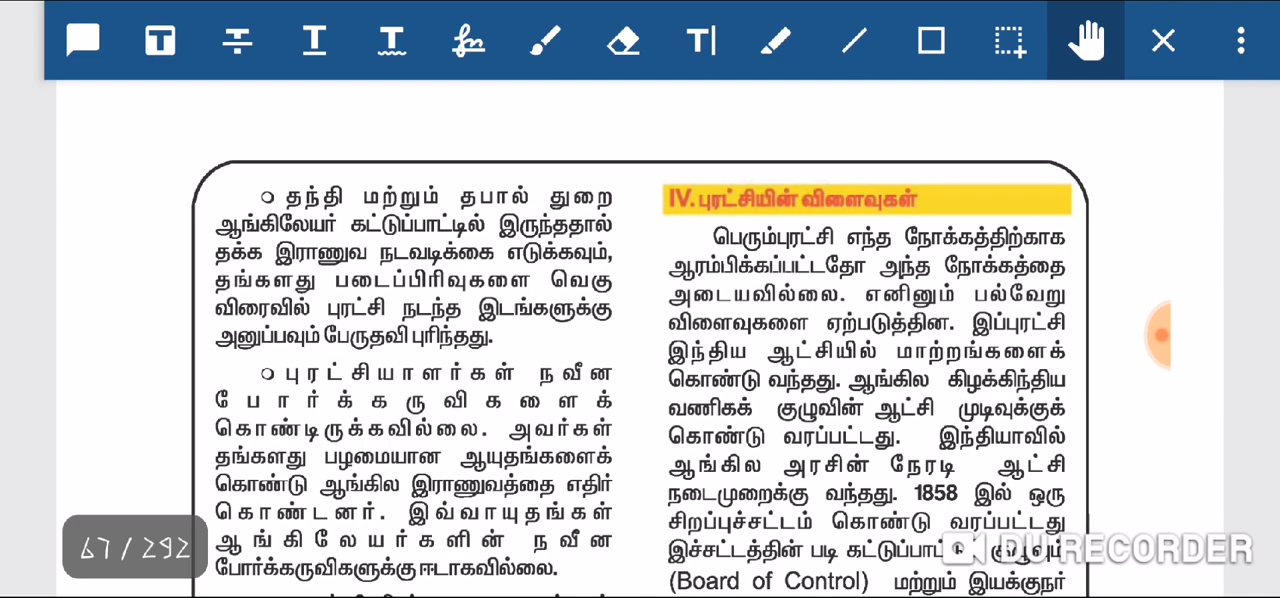 ❍ தந்தி மற்றும் தபால் துறை
ஆங்கிலேயர் கட்டுப்பாட்டில் இருந்ததால்
தக்க இராணுவ நடவடிக்கை எடுக்கவும்,
தங்களது படைப்பிரிவுகளை வெகு
விரைவில் புரட்சி நடந்த இடங்களுக்கு
அனுப்பவும் பேருதவி புரிந்தது.
❍ புரட்சியாளர்கள் நவீன
போர்க்கருவிகளைக்
கொண்டிருக்கவில்லை. அவர்கள்
தங்களது பழமையான ஆயுதங்களைக்
கொண்டு ஆங்கில இராணுவத்தை எதிர்
கொண்டனர். இவ்வாயுதங்கள்
ஆங்கிலேயர்களின் நவீன
போர்க்கருவிகளுக்கு ஈடாகவில்லை.
IV. புரட்சியின் விளைவுகள்
பெரும்புரட்சி எந்த நோக்கத்திற்காக
ஆரம்பிக்கப்பட்டதோ அந்த நோக்கத்தை
அடையவில்லை. எனினும் பல்வேறு
விளைவுகளை ஏற்படுத்தின. இப்புரட்சி
இந்திய ஆட்சியில் மாற்றங்களைக்
கொண்டு வந்தது. ஆங்கில கிழக்கிந்திய
வணிகக் குழுவின் ஆட்சி முடிவுக்குக்
கொண்டு வரப்பட்டது. இந்தியாவில்
ஆங்கில அரசின் நேரடி ஆட்சி
நடைமுறைக்கு வந்தது. 1858 இல் ஒரு
சிறப்புச்சட்டம் கொண்டு வரப்பட்டது
இச்சட்டத்தின் படி குழுவும்
(Board of Control) மற்றும் இயக்குநர்
67 / 292
DU RECORDER